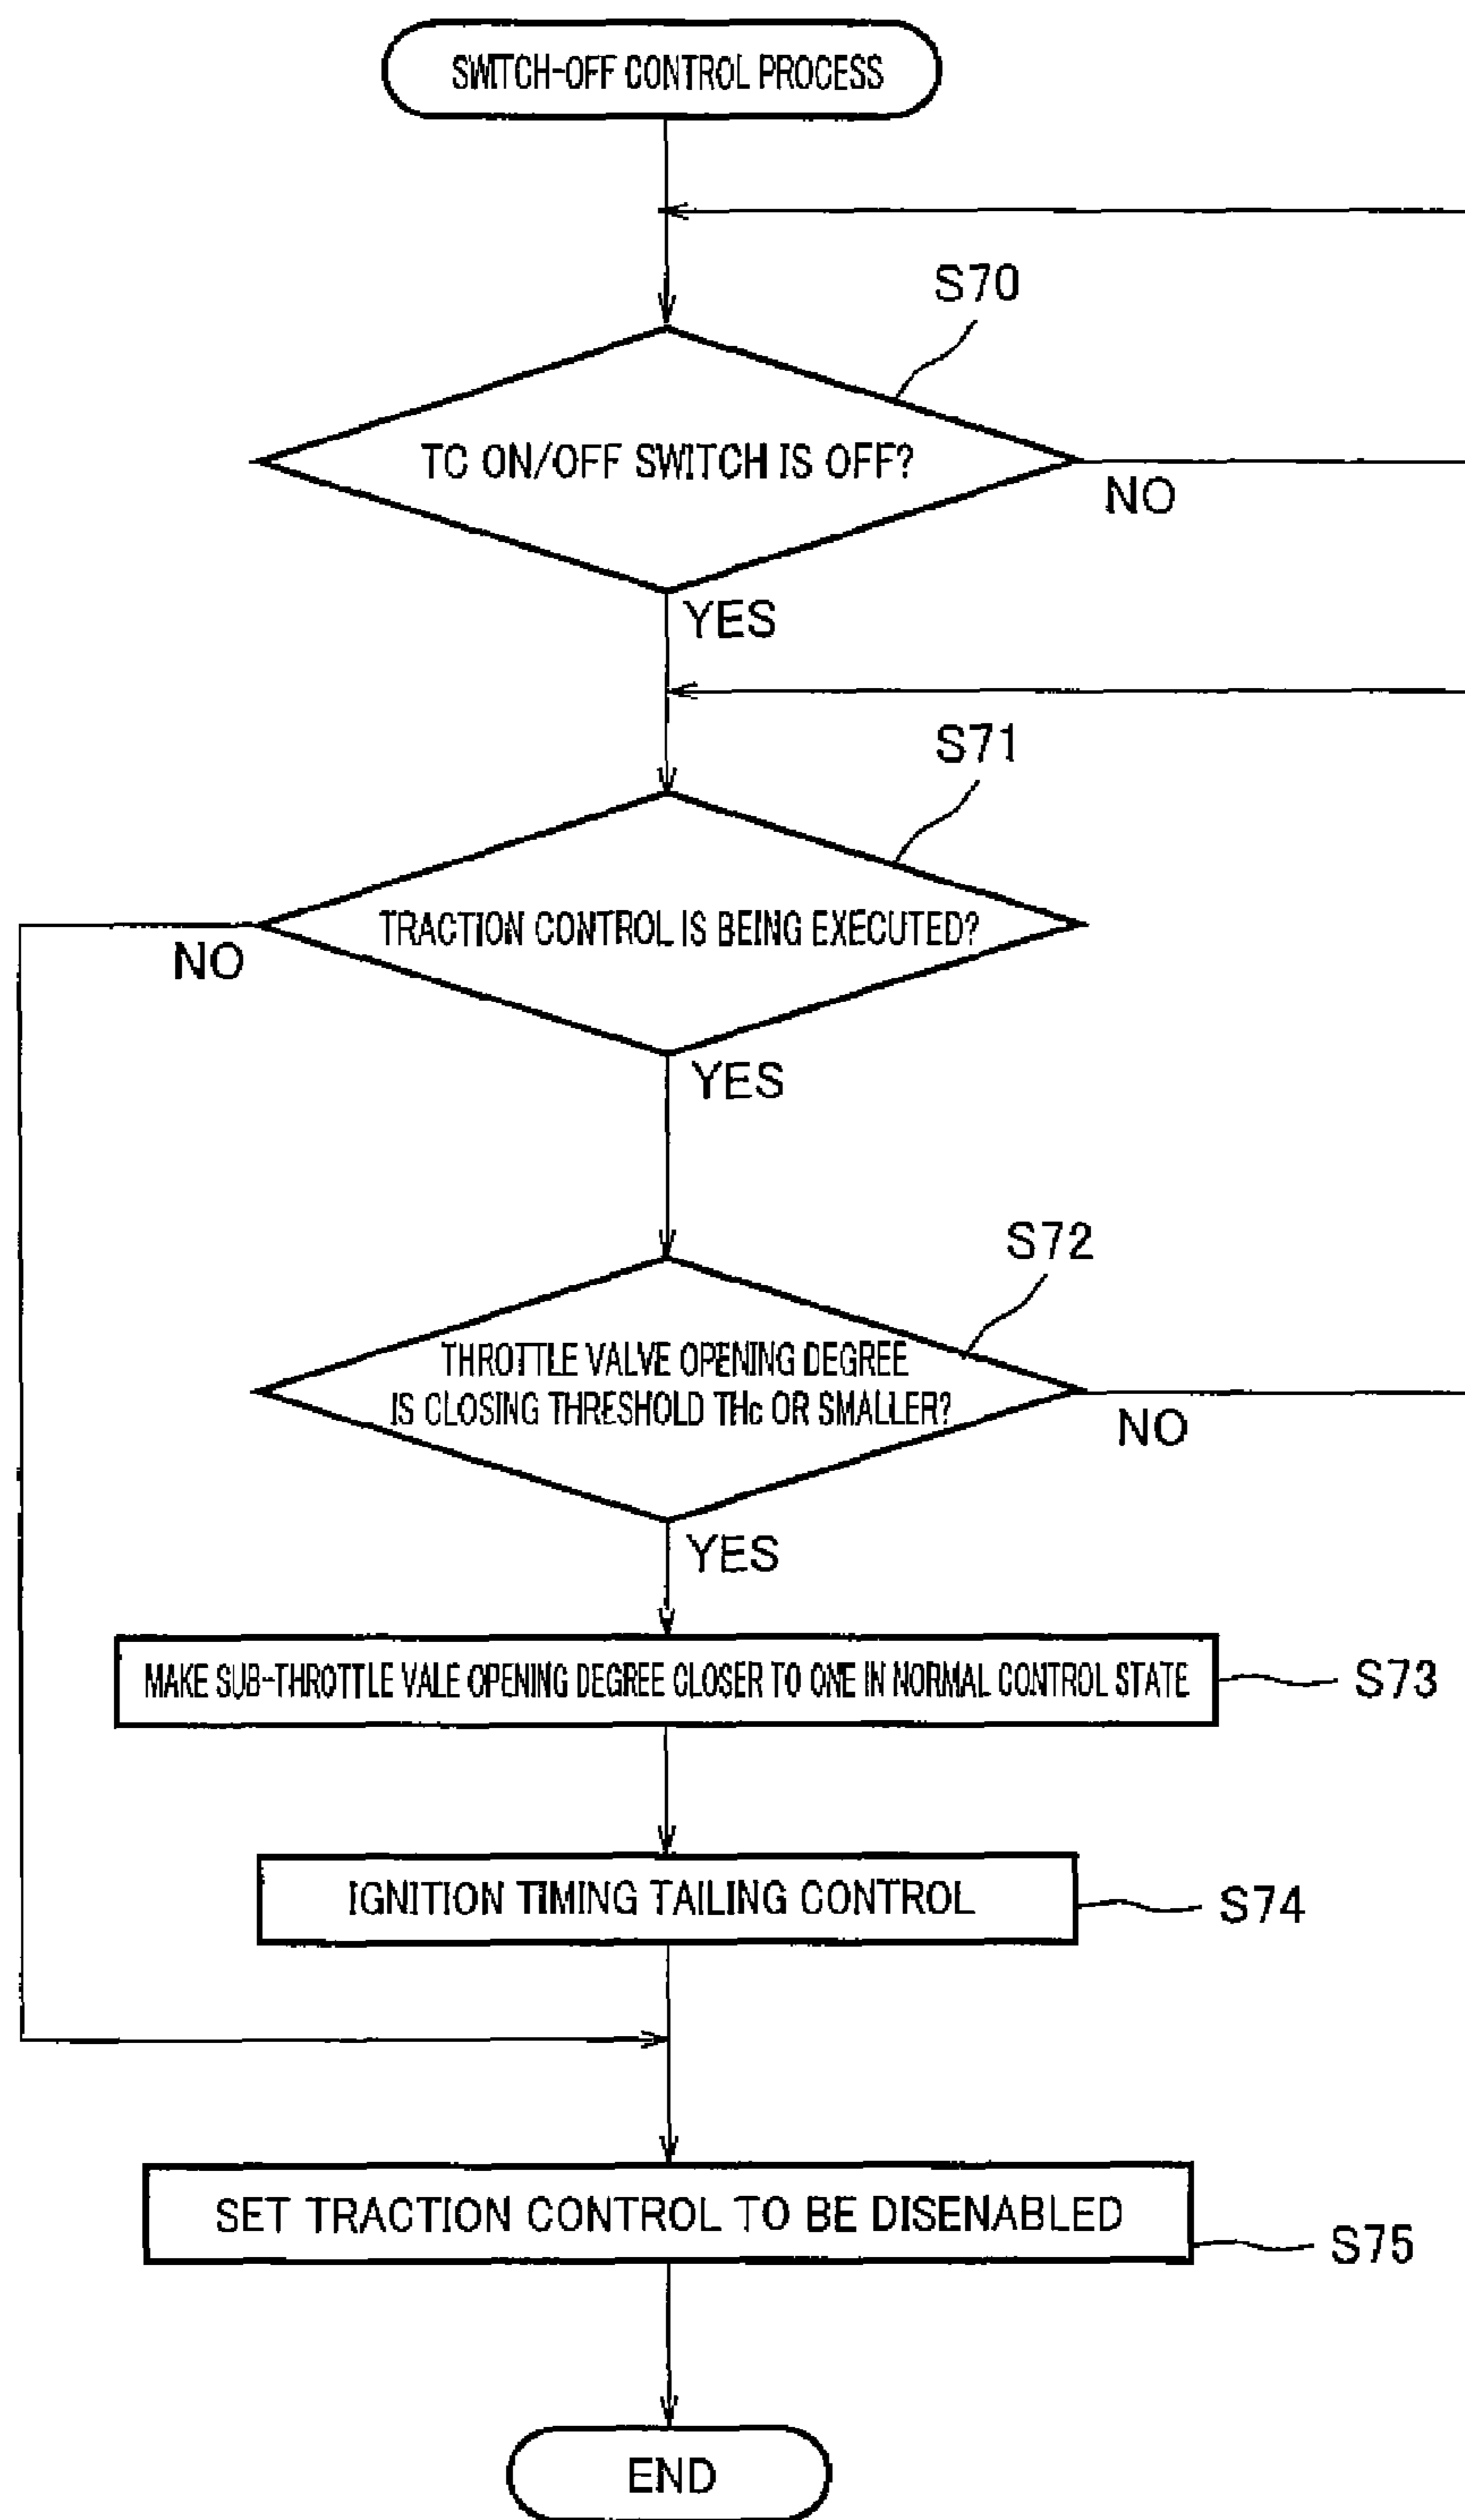 SWITCH-OFF CONTROL PROCESS
S70
TC ON/OFF SWITCH IS OFF?
NO
YES
S71
TRACTION CONTROL IS BEING EXECUTED?
NO
YES
S72
THROTTLE VALVE OPENING DEGREE
IS CLOSING THRESHOLD THc OR SMALLER?
NO
YES
MAKE SUB-THROTTLE VALE OPENING DEGREE CLOSER TO ONE IN NORMAL CONTROL STATE
S73
IGNITION TIMING TAILING CONTROL
S74
SET TRACTION CONTROL TO BE DISENABLED
S75
END